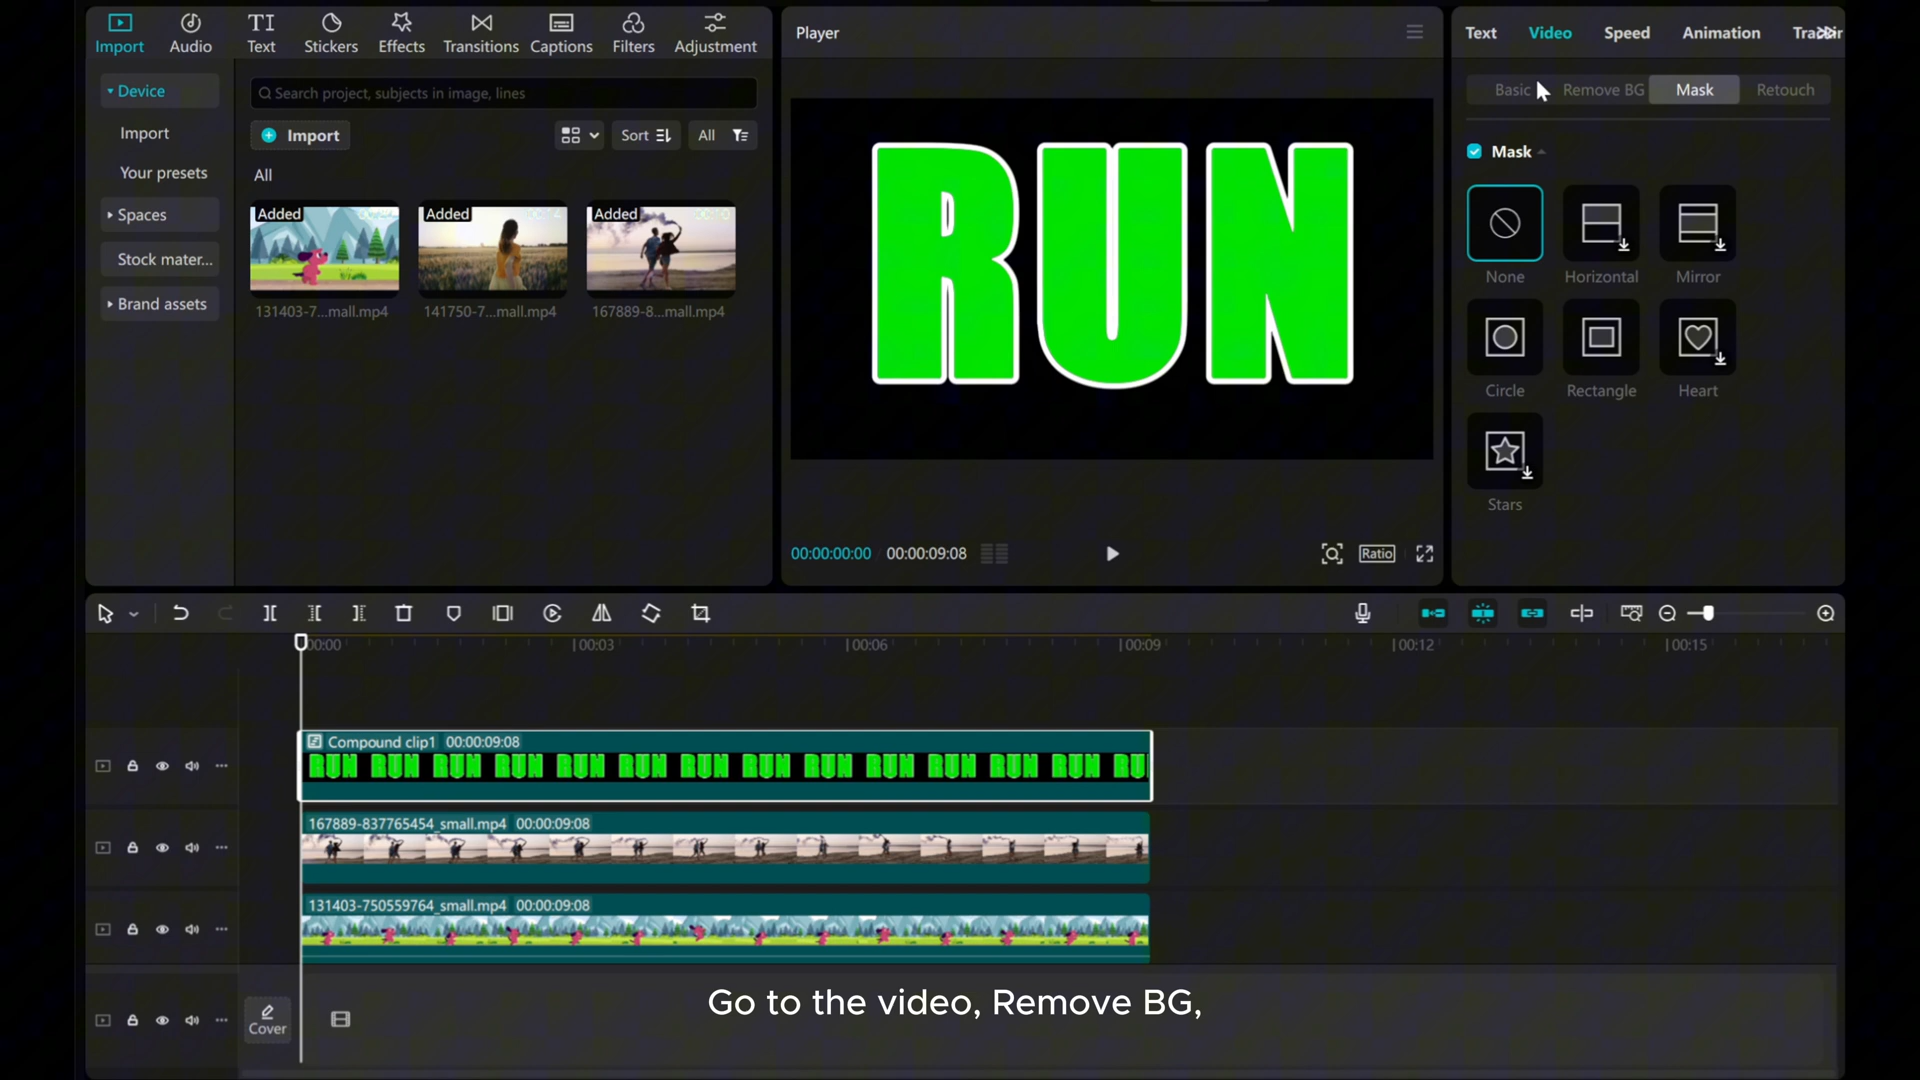 Import Audio Text Stickers Effects Transitions Captions Filters Adjustment
Device
Import
Your presets
Spaces
Stock mater...
Brand assets
Search project, subjects in image, lines
Import
Sort
All
All
Added
Added
Added
131403-7...mall.mp4
141750-7...mall.mp4
167889-8...mall.mp4
Player
RUN
00:00:00:00 00:00:09:08
Ratio
Text Video Speed Animation
Basic Remove BG Mask Retouch
Mask
None Horizontal Mirror
Circle Rectangle Heart
Stars
00:00 00:03 00:06 00:09 00:12 00:15
Compound clip1 00:00:09:08
RUN RUN RUN RUN RUN RUN RUN RUN RUN RUN RUN RUN RUN RU
167889-837765454_small.mp4 00:00:09:08
131403-750559764_small.mp4 00:00:09:08
Cover
Go to the video, Remove BG,